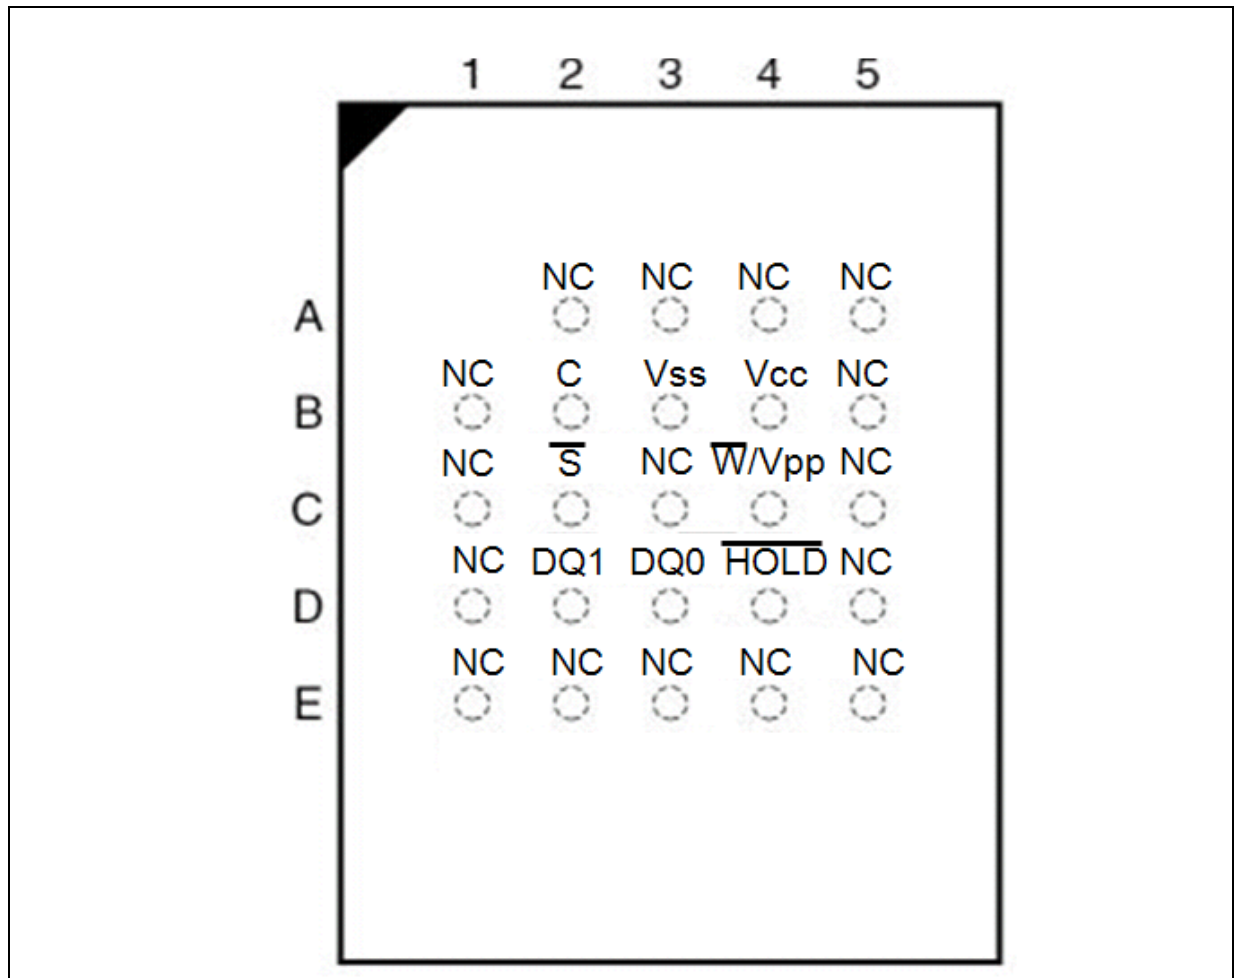 1 2 3 4 5
NC NC NC NC
A
NC C Vss Vcc NC
B
NC S̅ NC W̅/Vpp NC
C
NC DQ1 DQ0 H̅O̅L̅D̅ NC
D
NC NC NC NC NC
E